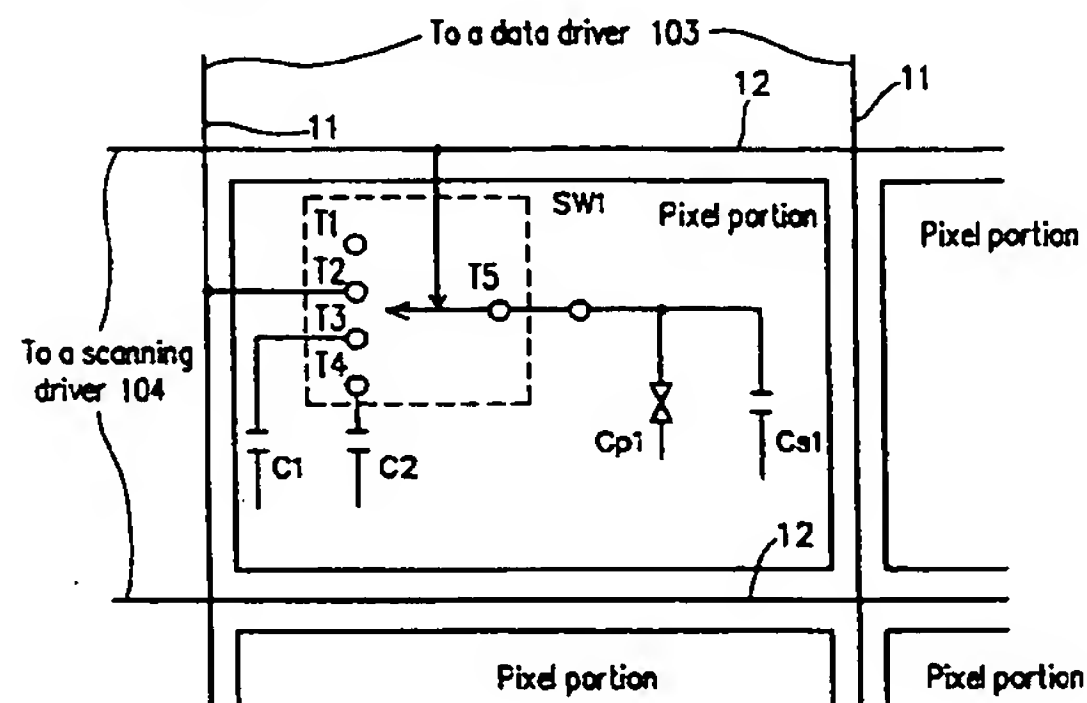 To a data driver 103
11
12
11
SW1
Pixel portion
Pixel portion
T1
T2
T5
T3
T4
To a scanning
driver 104
C1
C2
Cp1
Cs1
12
Pixel portion
Pixel portion